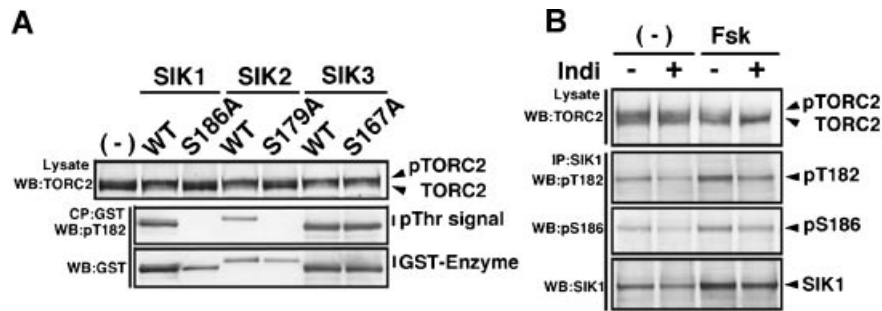 A
SIK1 SIK2 SIK3
(-) WT S186A WT S179A WT S167A
Lysate
WB:TORC2
pTORC2
TORC2
CP:GST
WB:pT182
pThr signal
WB:GST
GST-Enzyme
B
(-) Fsk
Indi - + - +
Lysate
WB:TORC2
pTORC2
TORC2
IP:SIK1
WB:pT182
pT182
WB:pS186
pS186
WB:SIK1
SIK1